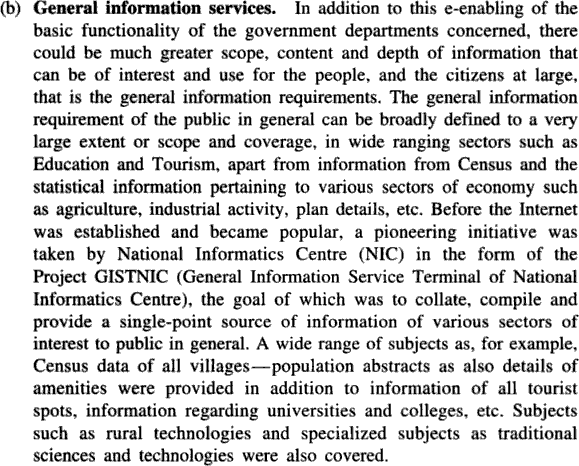 (b) General information services. In addition to this e-enabling of the
basic functionality of the government departments concerned, there
could be much greater scope, content and depth of information that
can be of interest and use for the people, and the citizens at large,
that is the general information requirements. The general information
requirement of the public in general can be broadly defined to a very
large extent or scope and coverage, in wide ranging sectors such as
Education and Tourism, apart from information from Census and the
statistical information pertaining to various sectors of economy such
as agriculture, industrial activity, plan details, etc. Before the Internet
was established and became popular, a pioneering initiative was
taken by National Informatics Centre (NIC) in the form of the
Project GISTNIC (General Information Service Terminal of National
Informatics Centre), the goal of which was to collate, compile and
provide a single-point source of information of various sectors of
interest to public in general. A wide range of subjects as, for example,
Census data of all villages—population abstracts as also details of
amenities were provided in addition to information of all tourist
spots, information regarding universities and colleges, etc. Subjects
such as rural technologies and specialized subjects as traditional
sciences and technologies were also covered.